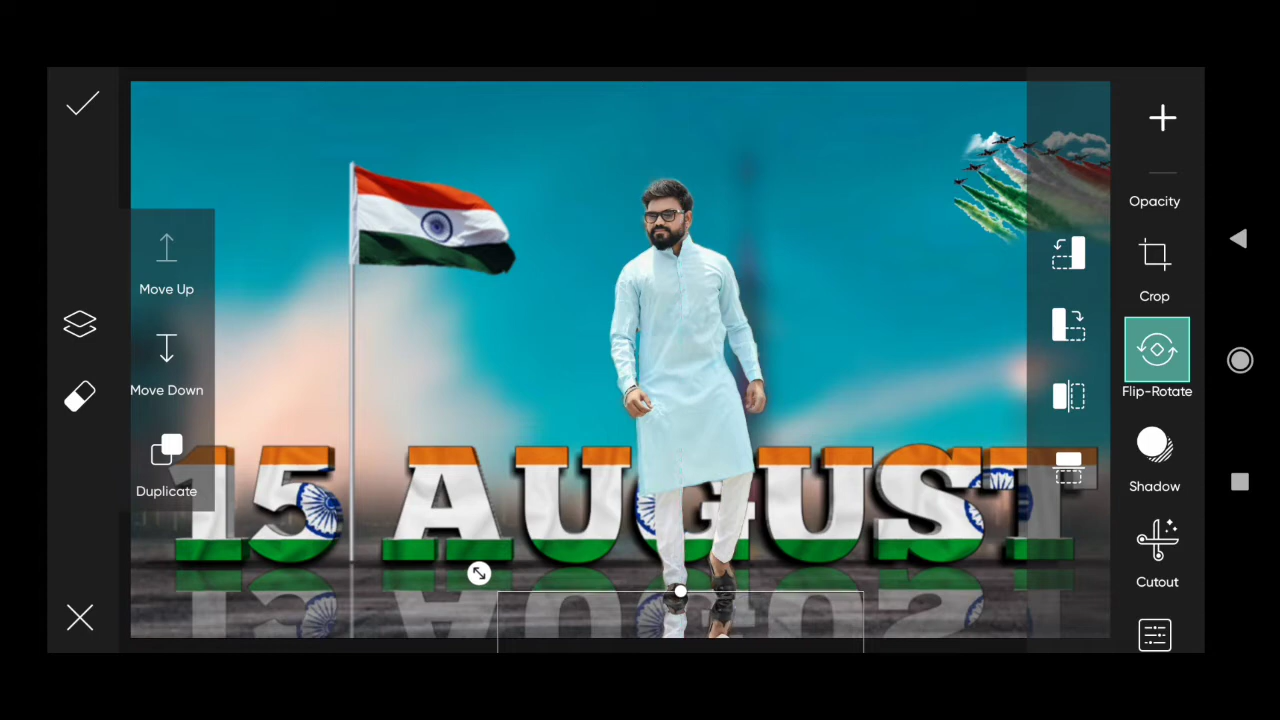 Opacity
Move Up
Crop
Move Down
Flip-Rotate
15 AUGUST
Duplicate
Shadow
Cutout